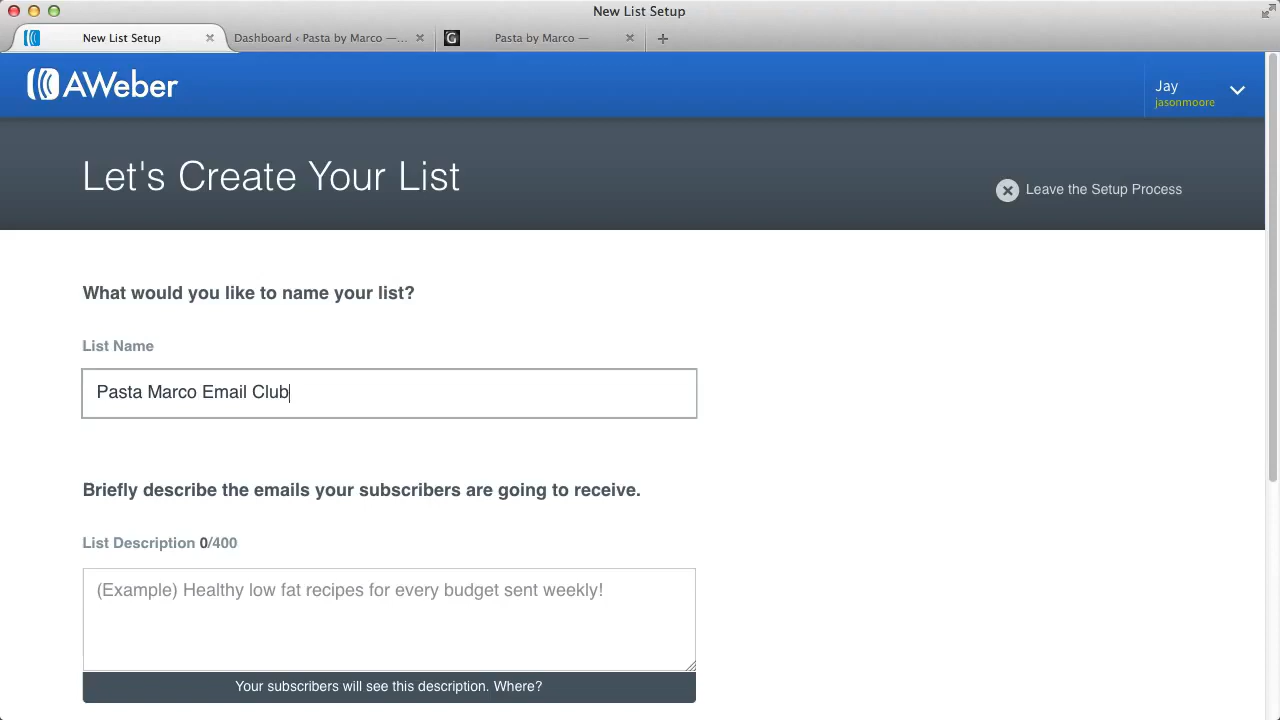 New List Setup
New List Setup
Dashboard ‹ Pasta by Marco —...
G
Pasta by Marco —
AWeber
Jay
jasonmoore
Let's Create Your List
Leave the Setup Process
What would you like to name your list?
List Name
Pasta Marco Email Club
Briefly describe the emails your subscribers are going to receive.
List Description 0/400
(Example) Healthy low fat recipes for every budget sent weekly!
Your subscribers will see this description. Where?